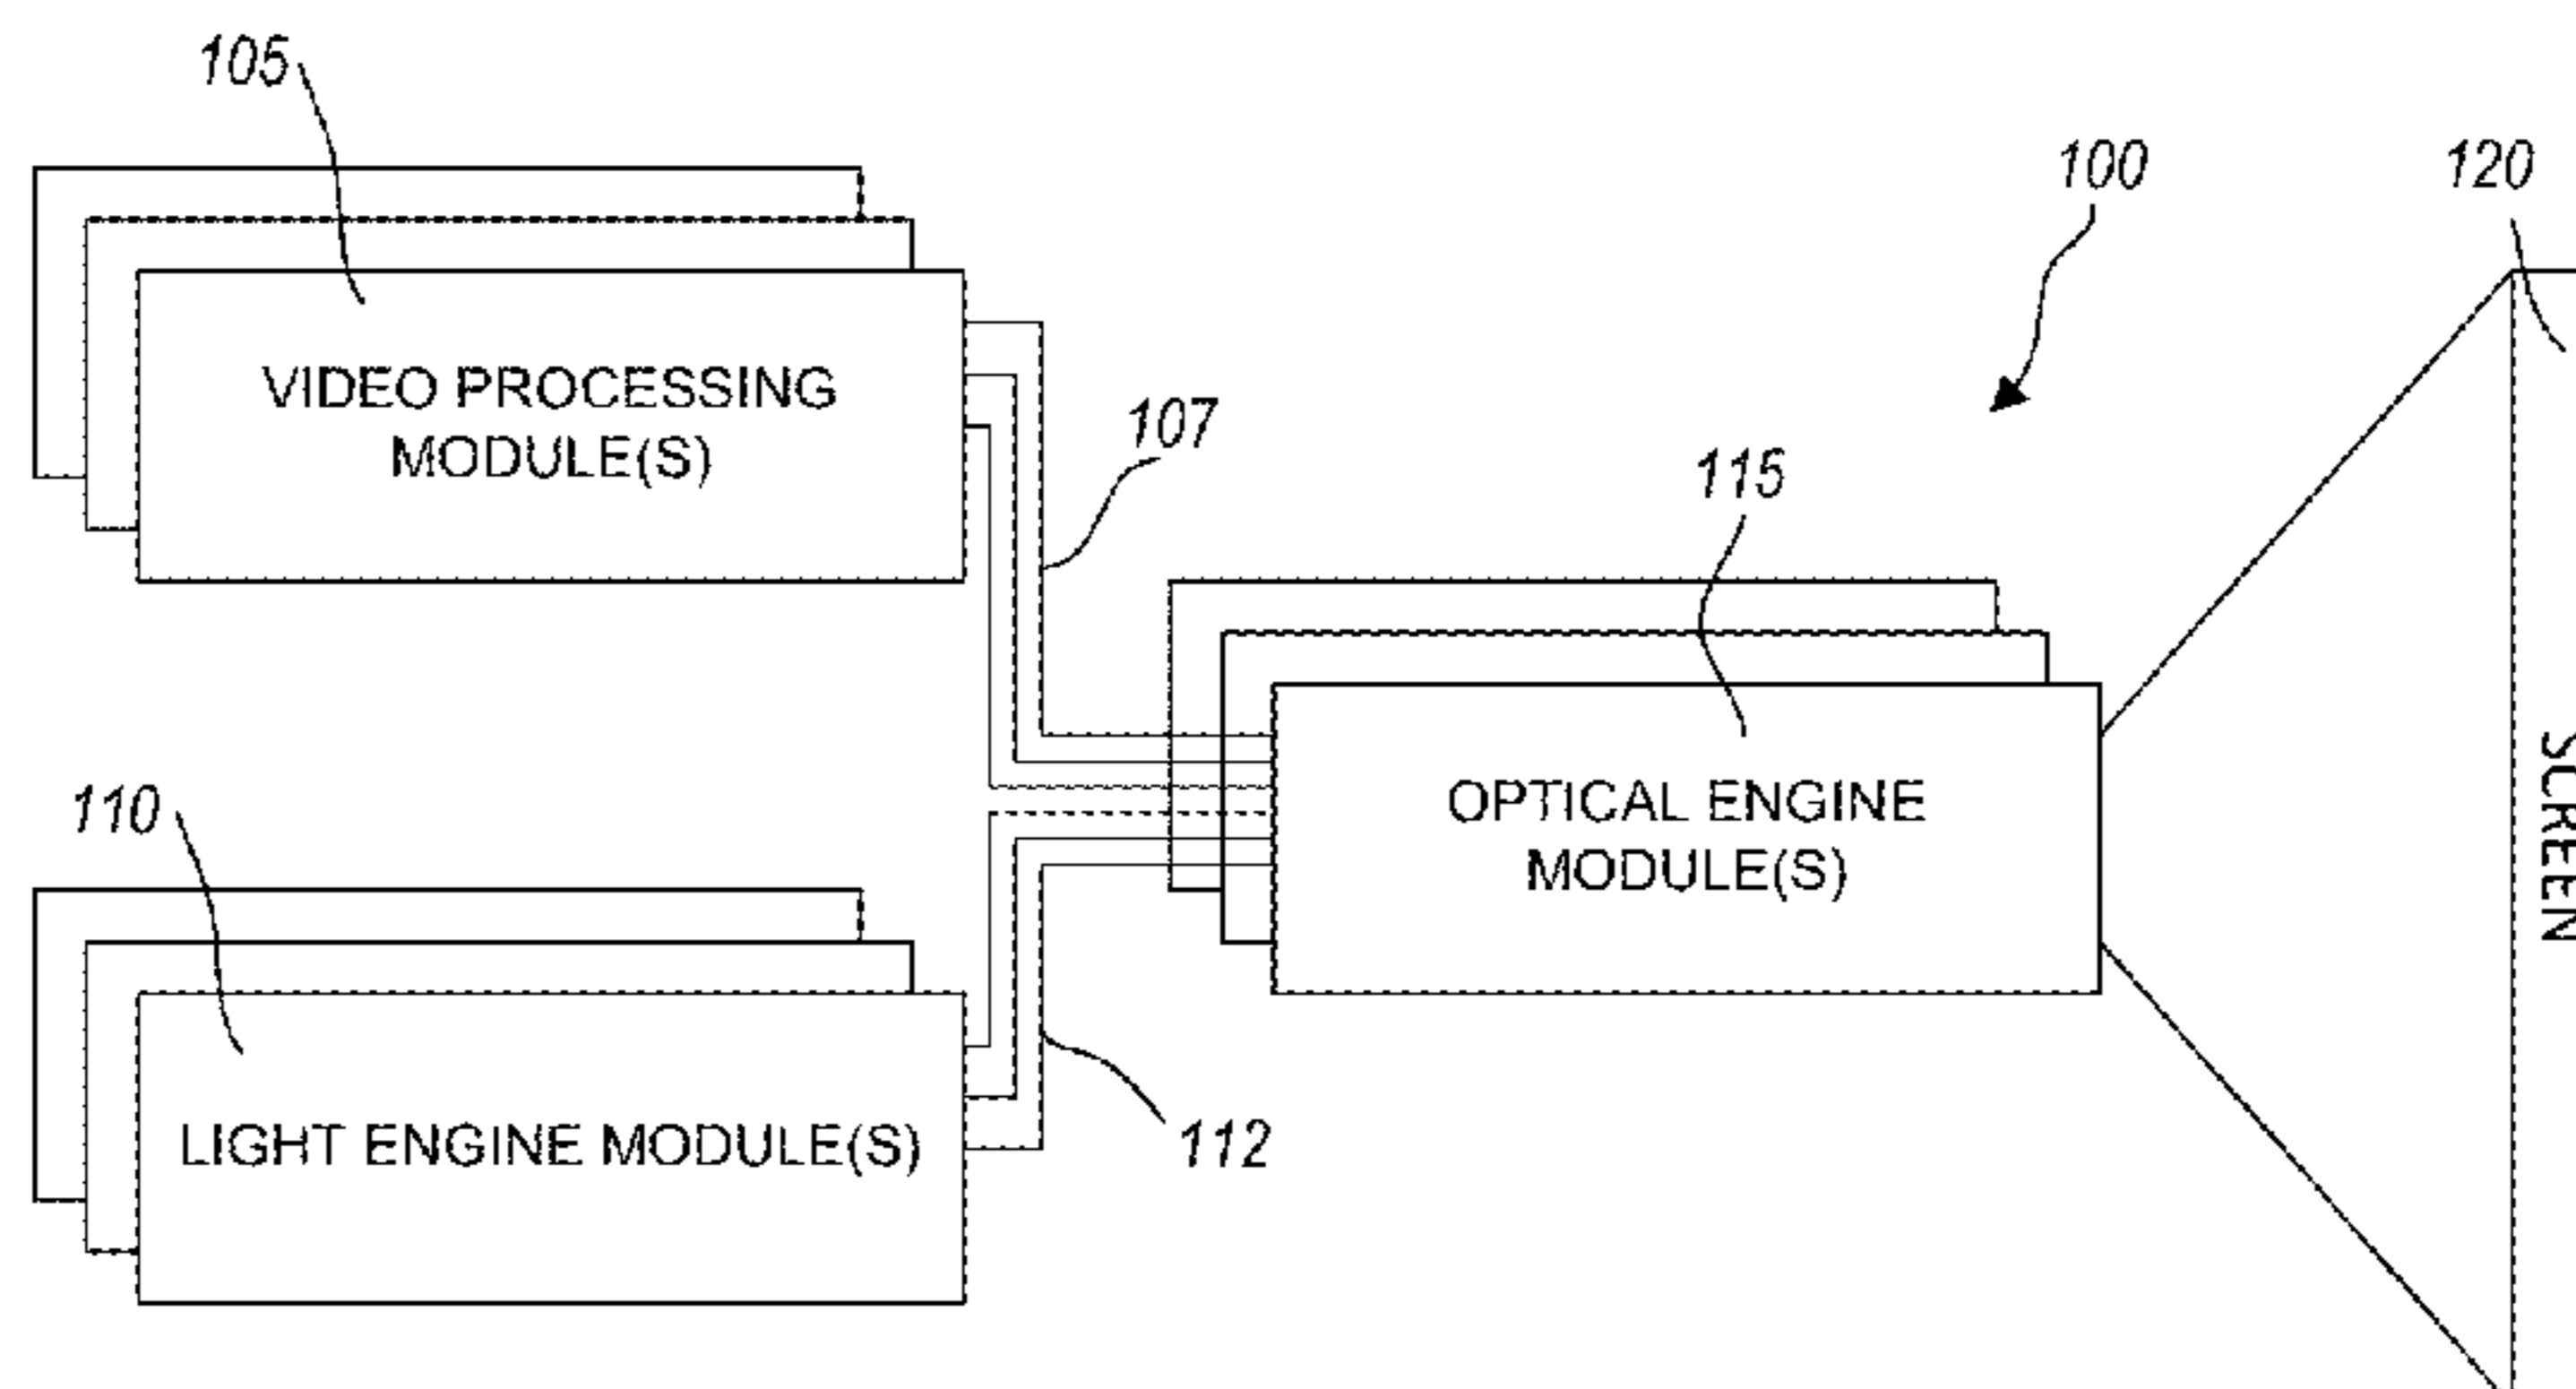 105
100
120
VIDEO PROCESSING
MODULE(S)
107
115
110
OPTICAL ENGINE
MODULE(S)
SCREEN
LIGHT ENGINE MODULE(S)
112